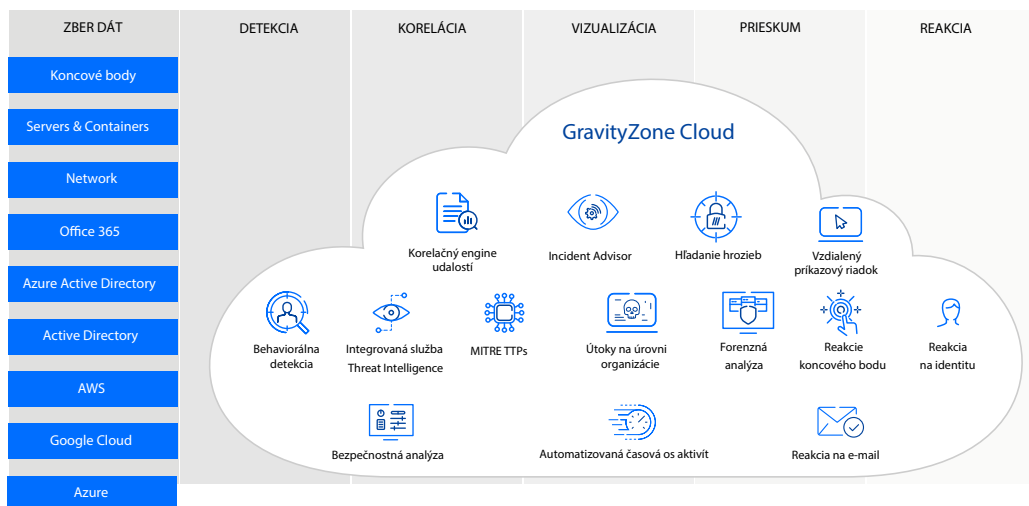 ZBER DÁT
DETEKCIA
KORELÁCIA
VIZUALIZÁCIA
PRIESKUM
REAKCIA
Koncové body
Servers & Containers
Network
Office 365
Azure Active Directory
Active Directory
AWS
Google Cloud
Azure
GravityZone Cloud
Korelačný engine
udalostí
Incident Advisor
Hľadanie hrozieb
Vzdialený
príkazový riadok
Behaviorálna
detekcia
Integrovaná služba
Threat Intelligence
MITRE TTPs
Útoky na úrovni
organizácie
Forenzná
analýza
Reakcie
koncového bodu
Reakcia
na identitu
Bezpečnostná analýza
Automatizovaná časová os aktivít
Reakcia na e-mail